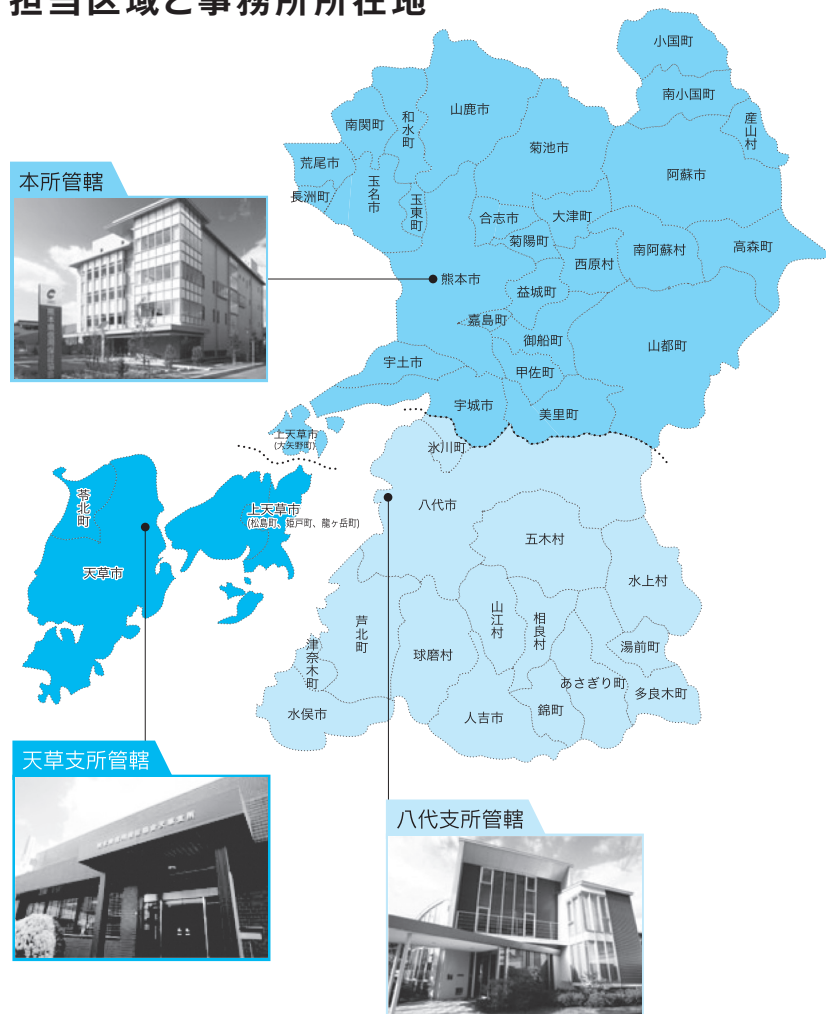 担当区域と事務所所在地
小国町
南小国町
産山村
山鹿市
和水町
南関町
菊池市
荒尾市
阿蘇市
本所管轄
玉名市
長洲町
玉東町
合志市
大津町
菊陽町
南阿蘇村
高森町
西原村
熊本市
益城町
嘉島町
御船町
山都町
宇土市
甲佐町
宇城市
美里町
上天草市
(大矢野町)
氷川町
苓北町
八代市
上天草市
(松島町、姫戸町、龍ヶ岳町)
五木村
天草市
水上村
山江村
相良村
芦北町
津奈木町
球磨村
湯前町
あさぎり町
多良木町
水俣市
人吉市
錦町
天草支所管轄
八代支所管轄